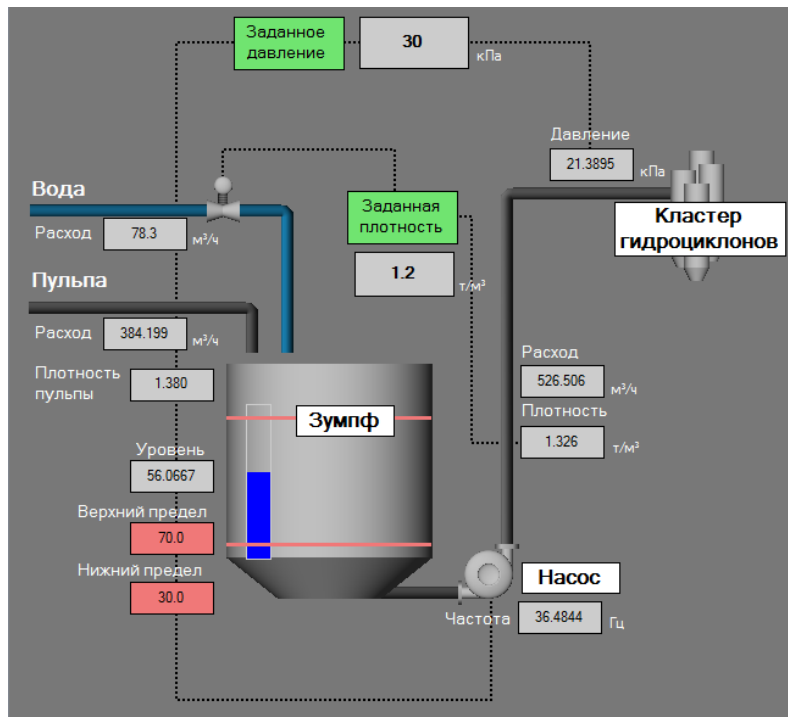 Заданное
давление
30
кПа
Давление
21.3895
кПа
Вода
Расход
78.3
м³/ч
Заданная
плотность
1.2
т/м³
Кластер
гидроциклонов
Пульпа
Расход
384.199
м³/ч
Плотность
пульпы
1.380
Расход
526.506
м³/ч
Плотность
1.326
т/м³
Зумпф
Уровень
56.0667
Верхний предел
70.0
Нижний предел
30.0
Насос
Частота
36.4844
Гц